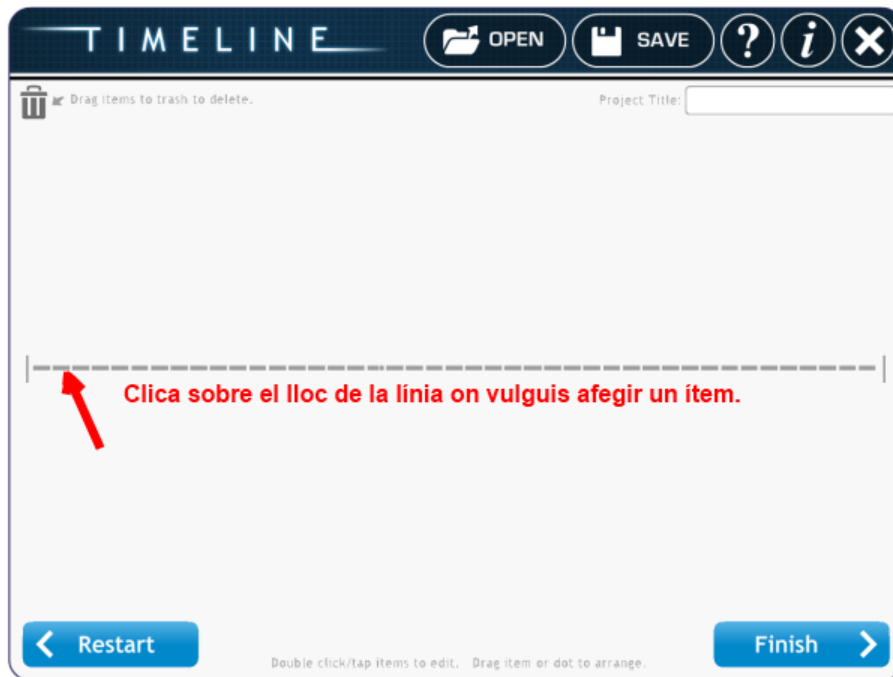 TIMELINE
OPEN
SAVE
?
i
X
Drag items to trash to delete.
Project Title:
Clica sobre el lloc de la línia on vulguis afegir un ítem.
Restart
Finish
Double click/tap items to edit. Drag item or dot to arrange.